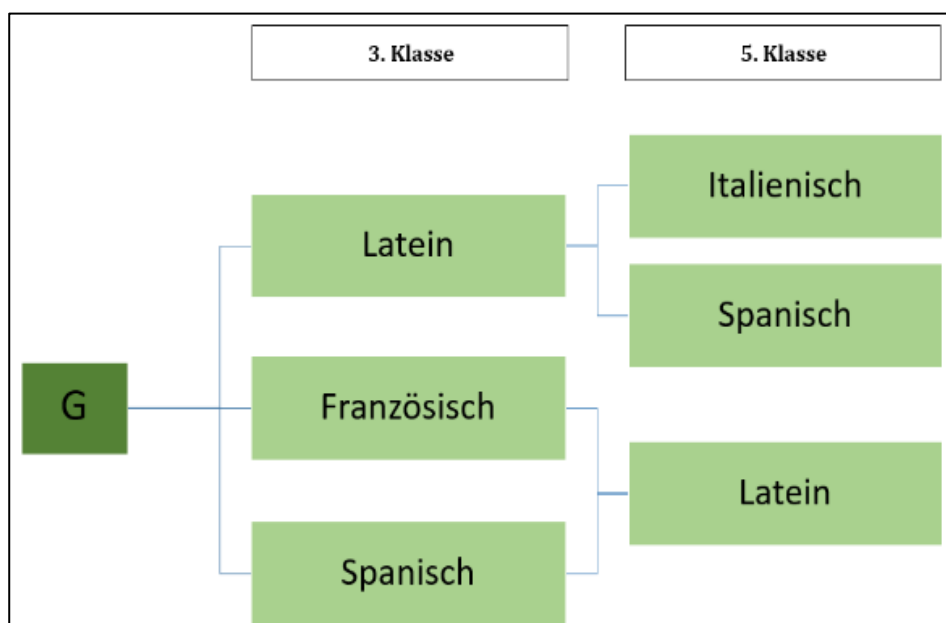 3. Klasse
5. Klasse
G
Latein
Französisch
Spanisch
Italienisch
Spanisch
Latein